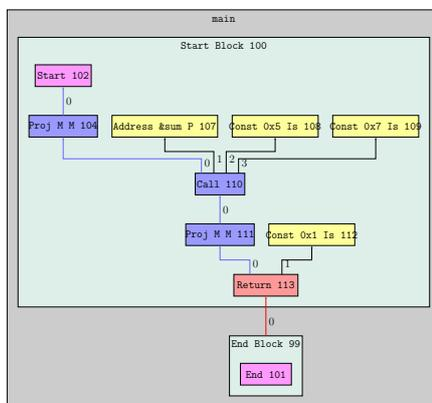 main
Start Block 100
Start 102
0
Proj M M 104
Address &sum P 107
Const 0x5 Is 108
Const 0x7 Is 109
0
1
2
3
Call 110
0
Proj M M 111
Const 0x1 Is 112
0
1
Return 113
0
End Block 99
End 101